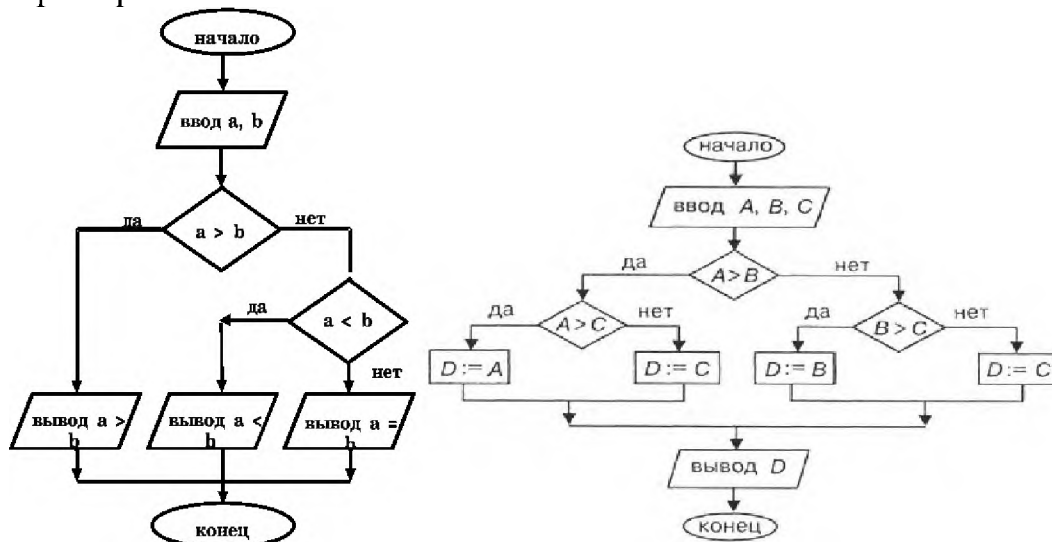 начало
ввод a, b
да
нет
a > b
да
a < b
нет
вывод a >
b
вывод a <
b
вывод a =
b
конец
начало
ввод A, B, C
да
A>B
нет
да
A>C
нет
да
B>C
нет
D:= A
D:= C
D:= B
D:= C
вывод D
конец